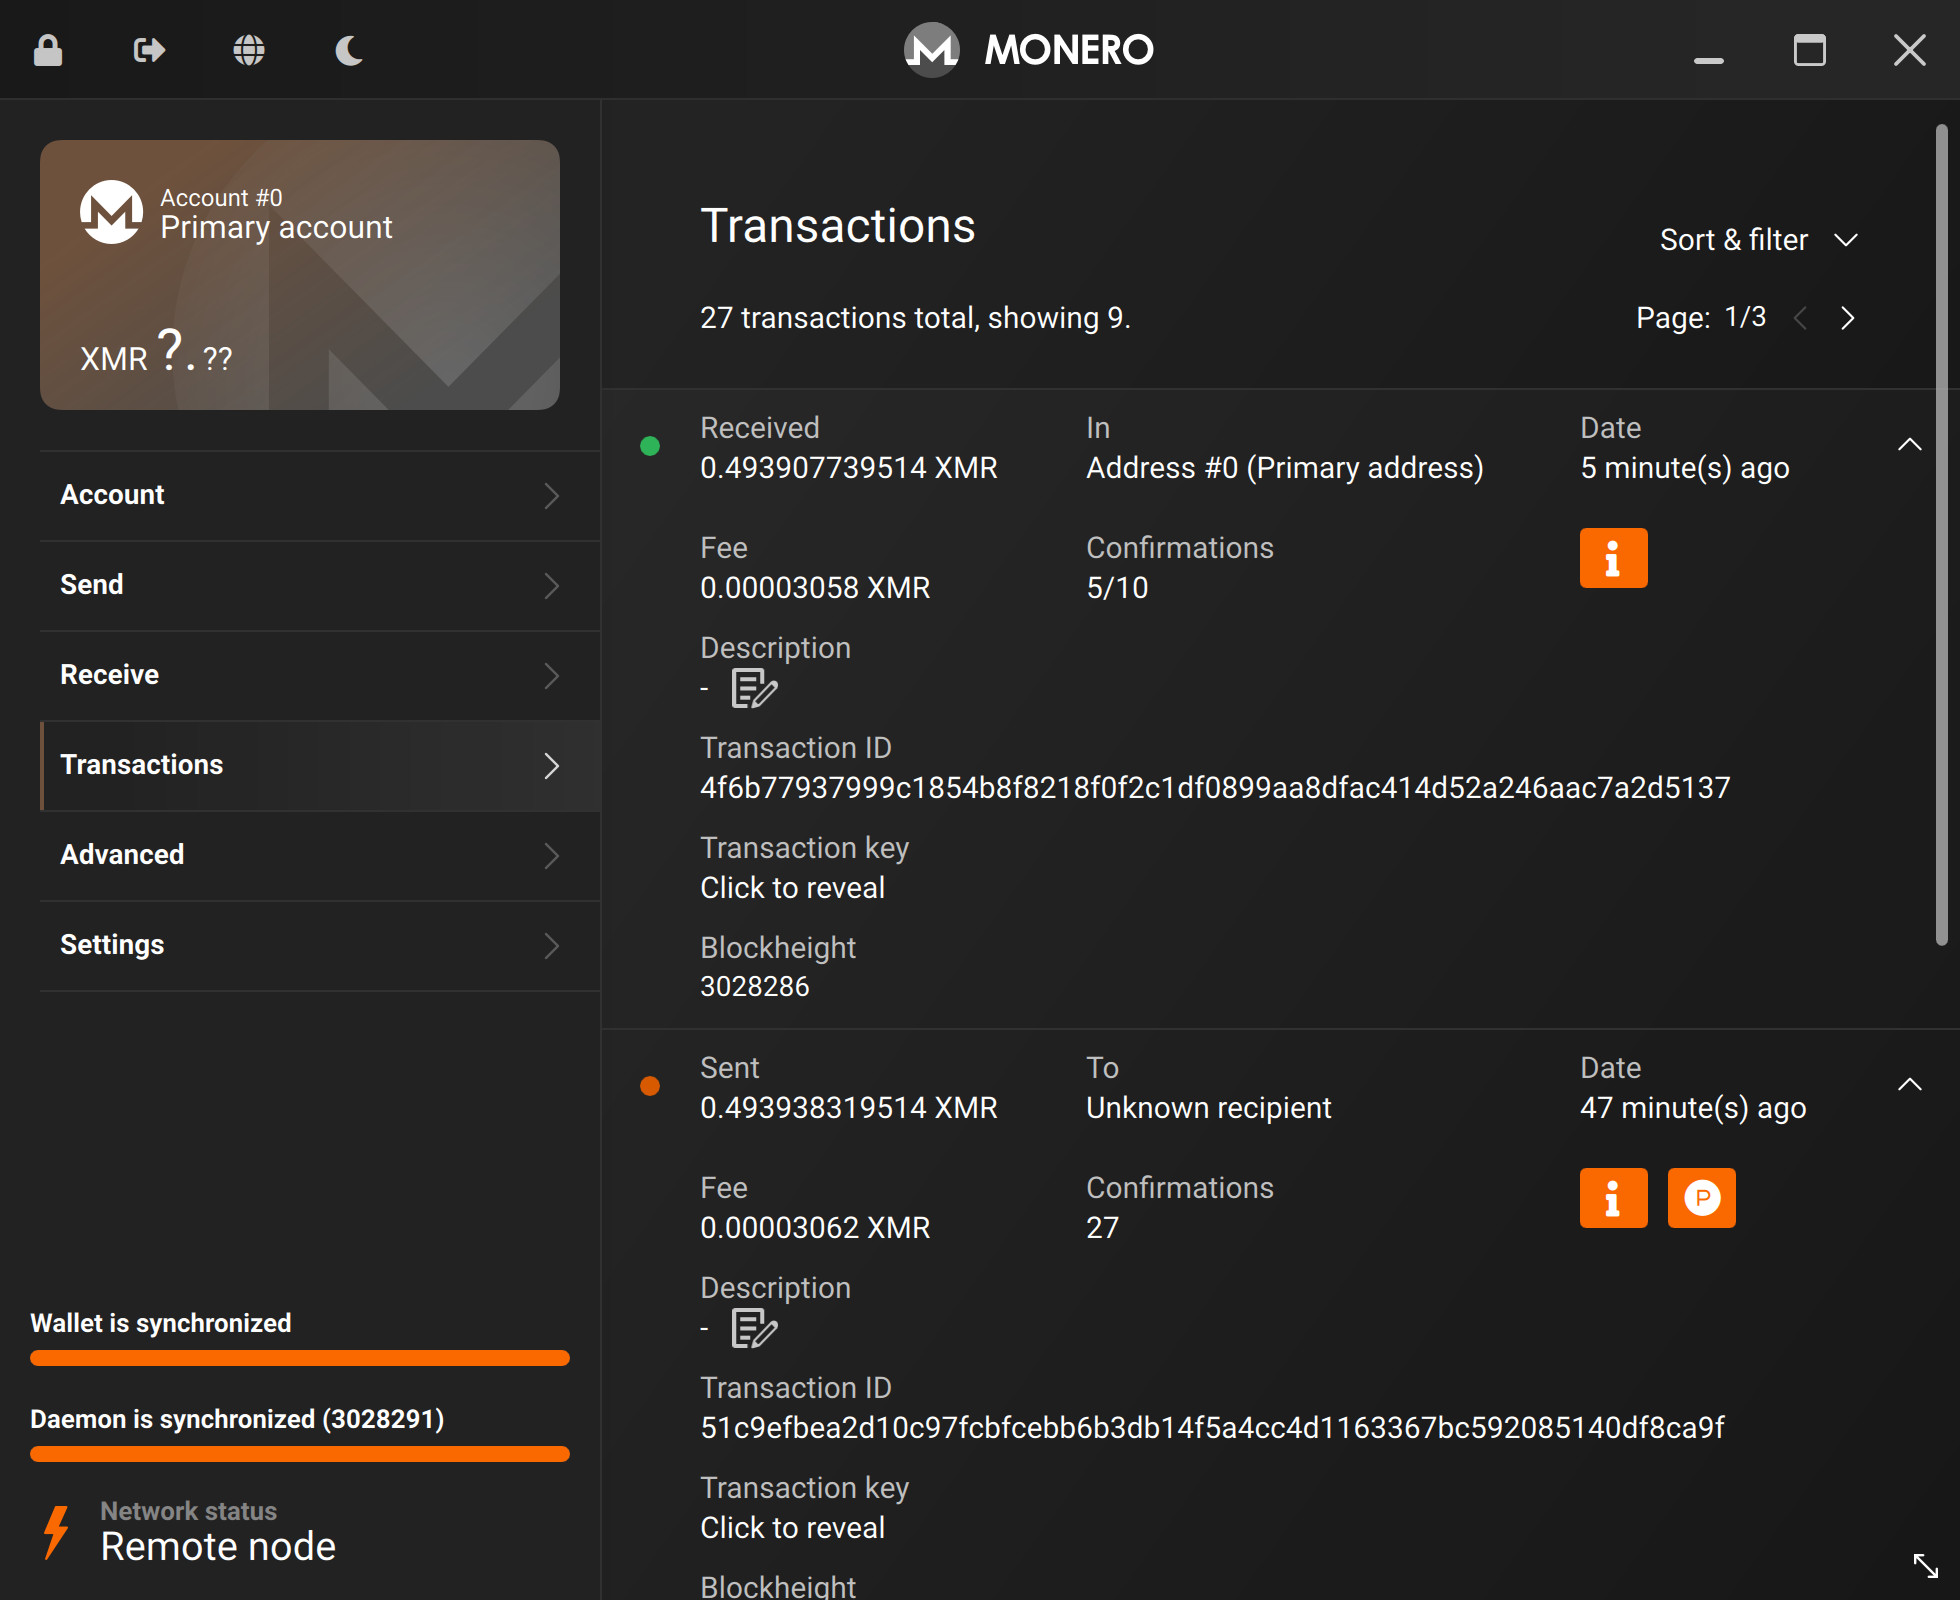 MONERO
Account #0
Primary account
XMR ?.??
Account
Send
Receive
Transactions
Advanced
Settings
Wallet is synchronized
Daemon is synchronized (3028291)
Network status
Remote node
Transactions
Sort & filter
27 transactions total, showing 9.
Page: 1/3
Received In Date
0.493907739514 XMR Address #0 (Primary address) 5 minute(s) ago
Fee Confirmations
0.00003058 XMR 5/10
Description
-
Transaction ID
4f6b77937999c1854b8f8218f0f2c1df0899aa8dfac414d52a246aac7a2d5137
Transaction key
Click to reveal
Blockheight
3028286
Sent To Date
0.493938319514 XMR Unknown recipient 47 minute(s) ago
Fee Confirmations
0.00003062 XMR 27
P
Description
-
Transaction ID
51c9efbea2d10c97fcbfcebb6b3db14f5a4cc4d1163367bc592085140df8ca9f
Transaction key
Click to reveal
Blockheight